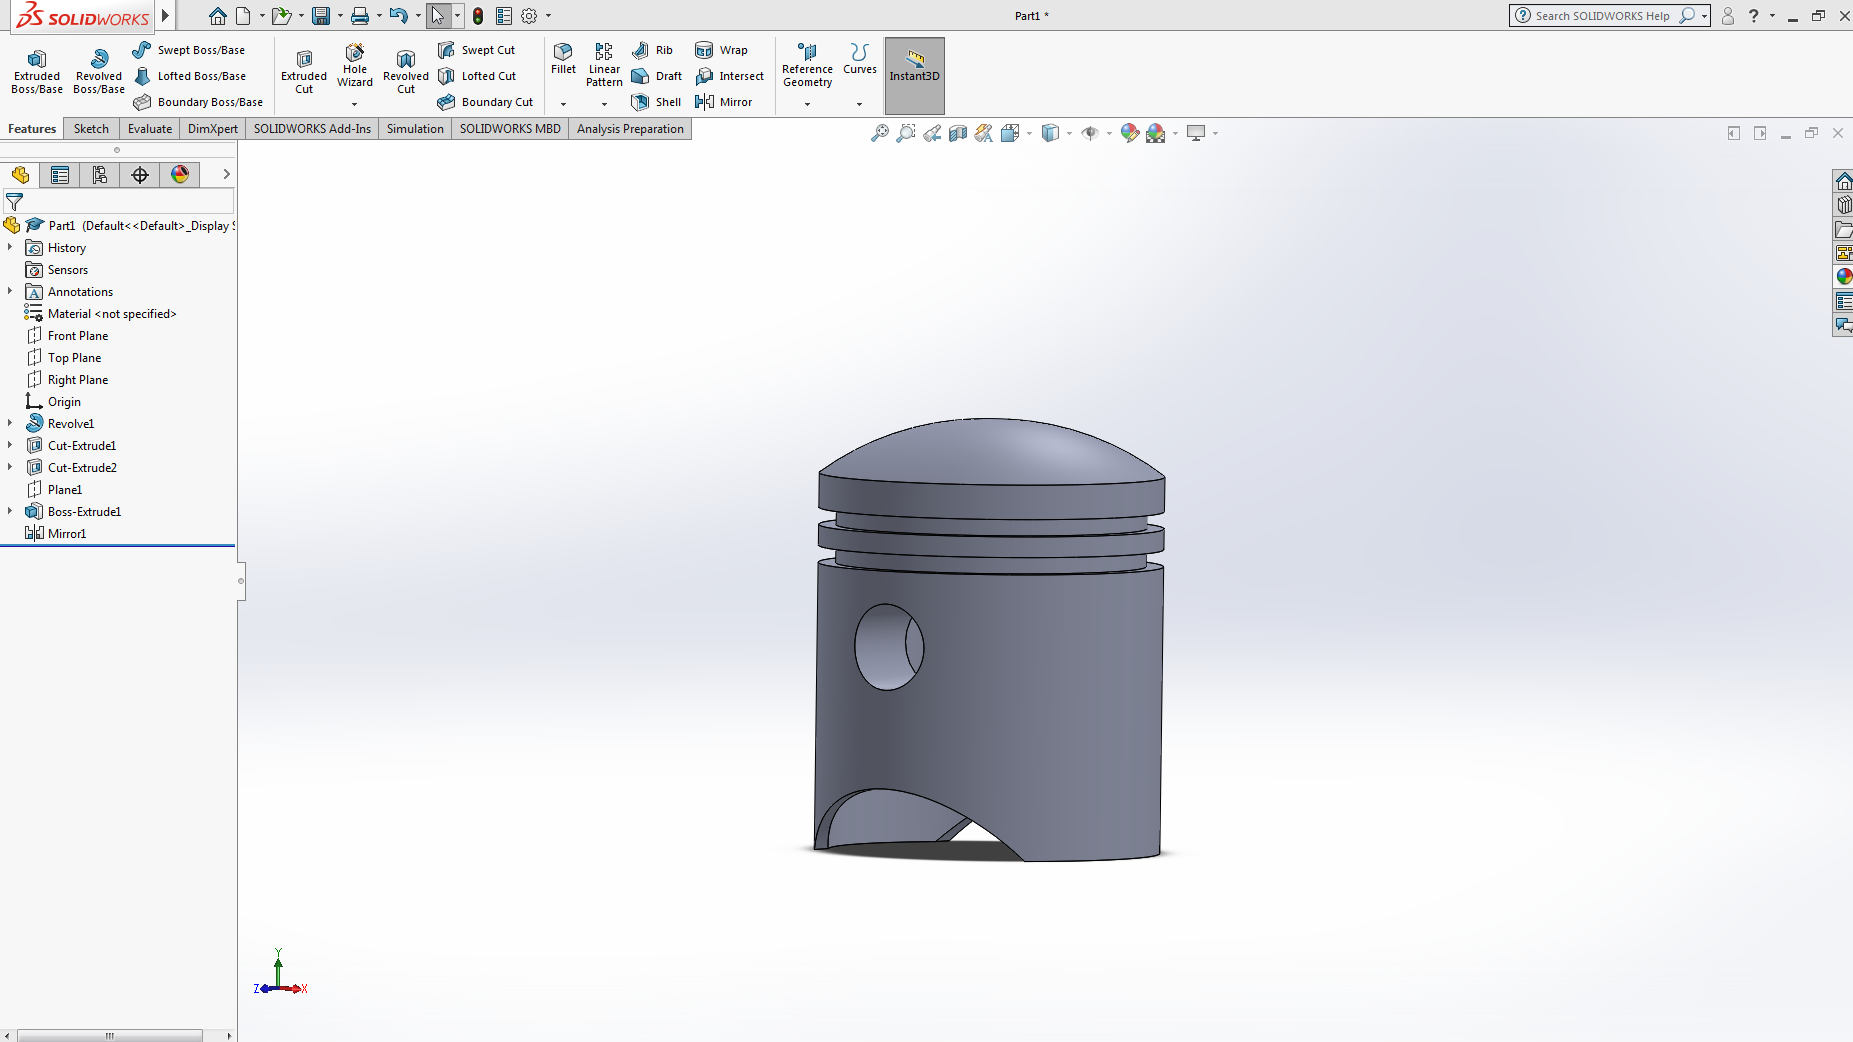 SOLIDWORKS
Part1 *
Search SOLIDWORKS Help
Extruded Boss/Base
Revolved Boss/Base
Swept Boss/Base
Lofted Boss/Base
Boundary Boss/Base
Extruded Cut
Hole Wizard
Revolved Cut
Swept Cut
Lofted Cut
Boundary Cut
Fillet
Linear Pattern
Rib
Draft
Shell
Wrap
Intersect
Mirror
Reference Geometry
Curves
Instant3D
Features
Sketch
Evaluate
DimXpert
SOLIDWORKS Add-Ins
Simulation
SOLIDWORKS MBD
Analysis Preparation
Part1 (Default<<Default>_Display S
History
Sensors
Annotations
Material <not specified>
Front Plane
Top Plane
Right Plane
Origin
Revolve1
Cut-Extrude1
Cut-Extrude2
Plane1
Boss-Extrude1
Mirror1
Y
Z
X